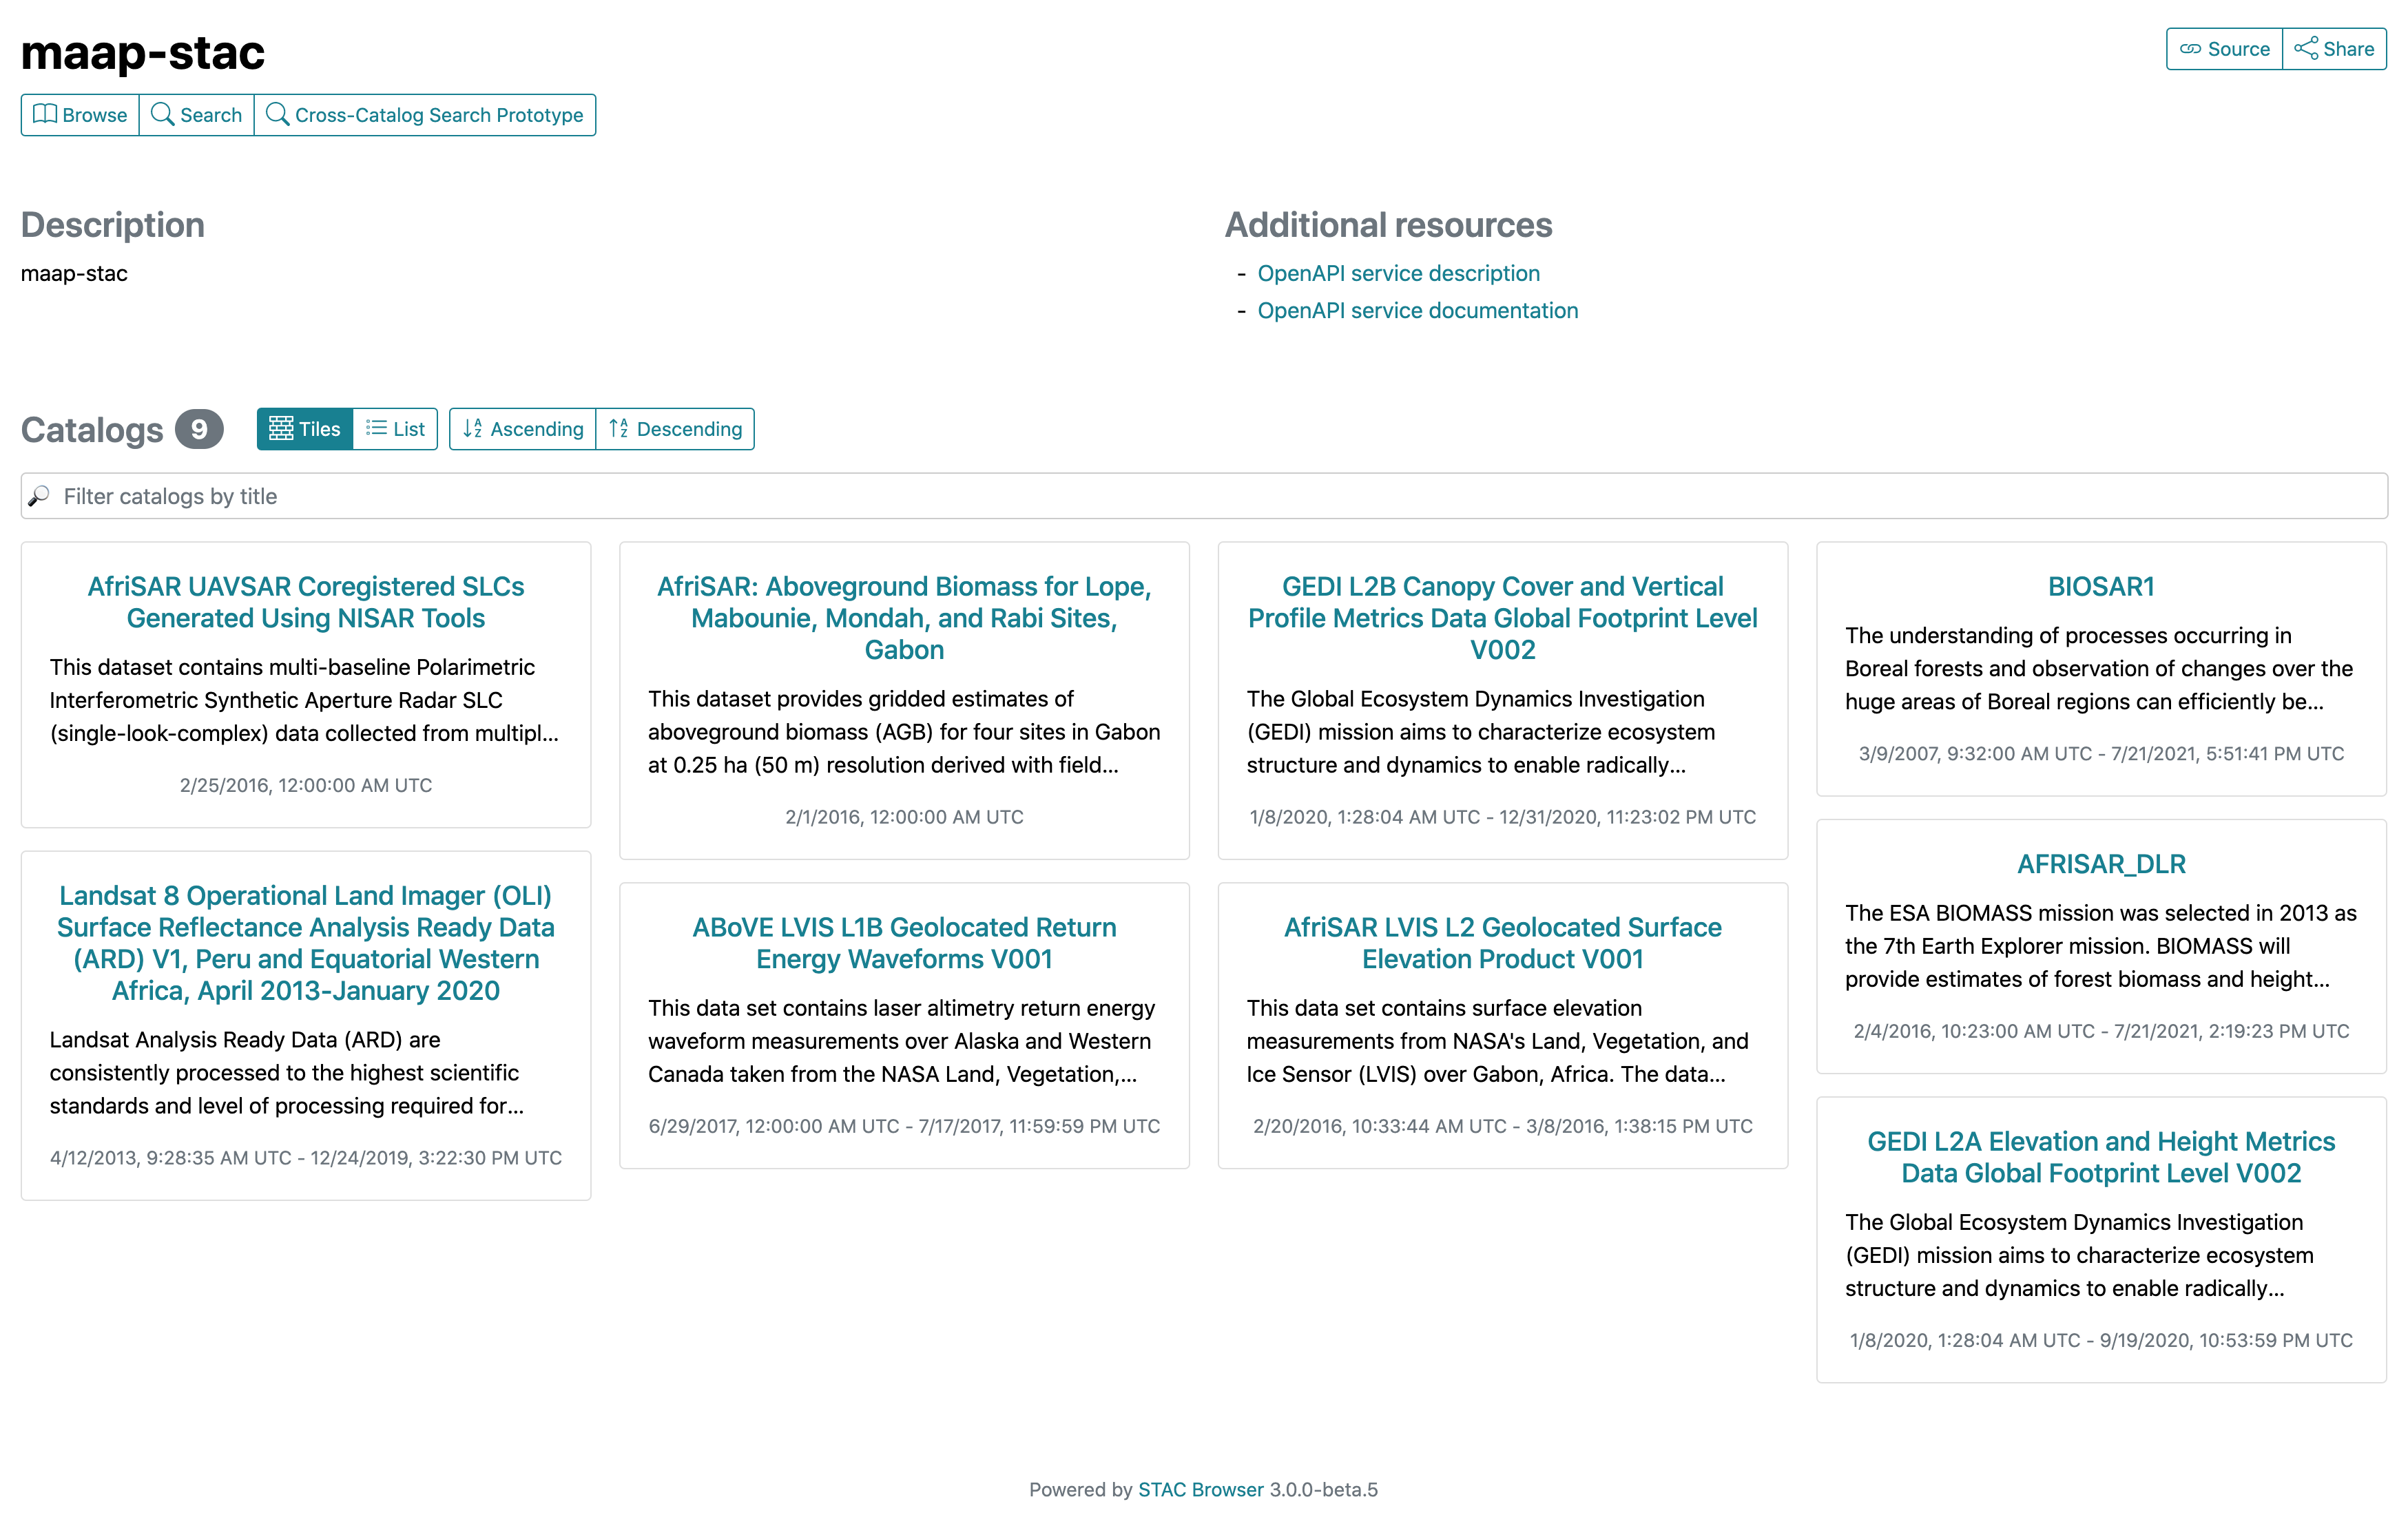 maap-stac
Source
Share
Browse
Search
Cross-Catalog Search Prototype
Description
maap-stac
Additional resources
- OpenAPI service description
- OpenAPI service documentation
Catalogs 9
Tiles
List
Ascending
Descending
Filter catalogs by title
AfriSAR UAVSAR Coregistered SLCs
Generated Using NISAR Tools
This dataset contains multi-baseline Polarimetric
Interferometric Synthetic Aperture Radar SLC
(single-look-complex) data collected from multipl...
2/25/2016, 12:00:00 AM UTC
Landsat 8 Operational Land Imager (OLI)
Surface Reflectance Analysis Ready Data
(ARD) V1, Peru and Equatorial Western
Africa, April 2013-January 2020
Landsat Analysis Ready Data (ARD) are
consistently processed to the highest scientific
standards and level of processing required for...
4/12/2013, 9:28:35 AM UTC - 12/24/2019, 3:22:30 PM UTC
AfriSAR: Aboveground Biomass for Lope,
Mabounie, Mondah, and Rabi Sites,
Gabon
This dataset provides gridded estimates of
aboveground biomass (AGB) for four sites in Gabon
at 0.25 ha (50 m) resolution derived with field...
2/1/2016, 12:00:00 AM UTC
ABoVE LVIS L1B Geolocated Return
Energy Waveforms V001
This data set contains laser altimetry return energy
waveform measurements over Alaska and Western
Canada taken from the NASA Land, Vegetation,...
6/29/2017, 12:00:00 AM UTC - 7/17/2017, 11:59:59 PM UTC
GEDI L2B Canopy Cover and Vertical
Profile Metrics Data Global Footprint Level
V002
The Global Ecosystem Dynamics Investigation
(GEDI) mission aims to characterize ecosystem
structure and dynamics to enable radically...
1/8/2020, 1:28:04 AM UTC - 12/31/2020, 11:23:02 PM UTC
AfriSAR LVIS L2 Geolocated Surface
Elevation Product V001
This data set contains surface elevation
measurements from NASA's Land, Vegetation, and
Ice Sensor (LVIS) over Gabon, Africa. The data...
2/20/2016, 10:33:44 AM UTC - 3/8/2016, 1:38:15 PM UTC
BIOSAR1
The understanding of processes occurring in
Boreal forests and observation of changes over the
huge areas of Boreal regions can efficiently be...
3/9/2007, 9:32:00 AM UTC - 7/21/2021, 5:51:41 PM UTC
AFRISAR_DLR
The ESA BIOMASS mission was selected in 2013 as
the 7th Earth Explorer mission. BIOMASS will
provide estimates of forest biomass and height...
2/4/2016, 10:23:00 AM UTC - 7/21/2021, 2:19:23 PM UTC
GEDI L2A Elevation and Height Metrics
Data Global Footprint Level V002
The Global Ecosystem Dynamics Investigation
(GEDI) mission aims to characterize ecosystem
structure and dynamics to enable radically...
1/8/2020, 1:28:04 AM UTC - 9/19/2020, 10:53:59 PM UTC
Powered by STAC Browser 3.0.0-beta.5